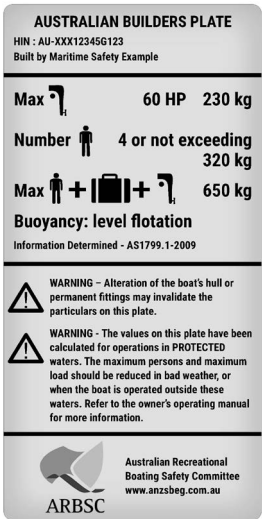 AUSTRALIAN BUILDERS PLATE
HIN : AU-XXX12345G123
Built by Maritime Safety Example
Max 60 HP 230 kg
Number 4 or not exceeding
320 kg
Max + + 650 kg
Buoyancy: level flotation
Information Determined - AS1799.1-2009
WARNING – Alteration of the boat's hull or
permanent fittings may invalidate the
particulars on this plate.
WARNING - The values on this plate have been
calculated for operations in PROTECTED
waters. The maximum persons and maximum
load should be reduced in bad weather, or
when the boat is operated outside these
waters. Refer to the owner's operating manual
for more information.
ARBSC
Australian Recreational
Boating Safety Committee
www.anzsbeg.com.au